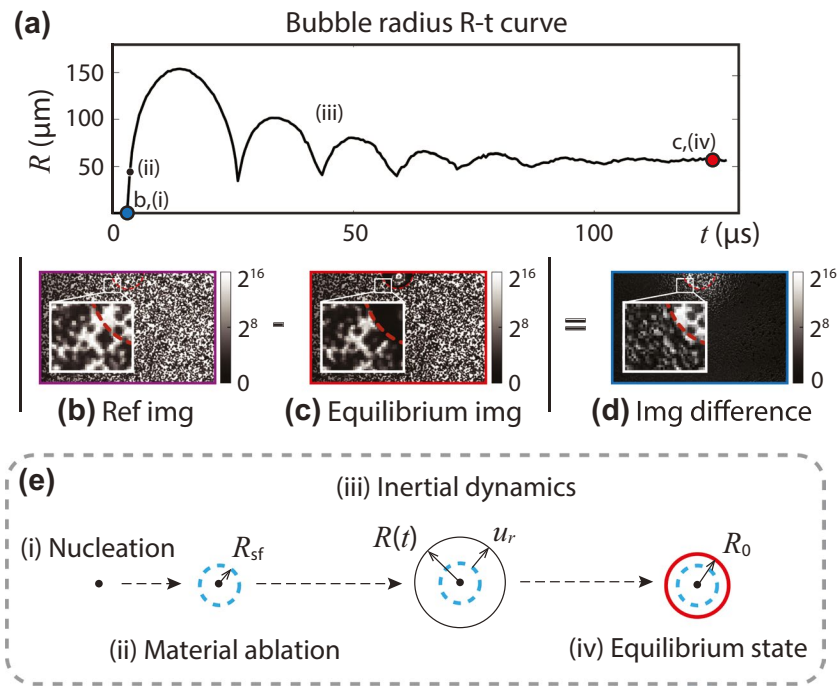 (a)
Bubble radius R-t curve
R (μm)
150
100
50
(iii)
(ii)
b,(i)
c,(iv)
0
50
100
t (μs)
2^16
2^8
0
-
2^16
2^8
0
=
2^16
2^8
0
(b) Ref img
(c) Equilibrium img
(d) Img difference
(e)
(iii) Inertial dynamics
(i) Nucleation
R_sf
R(t)
u_r
R_0
(ii) Material ablation
(iv) Equilibrium state